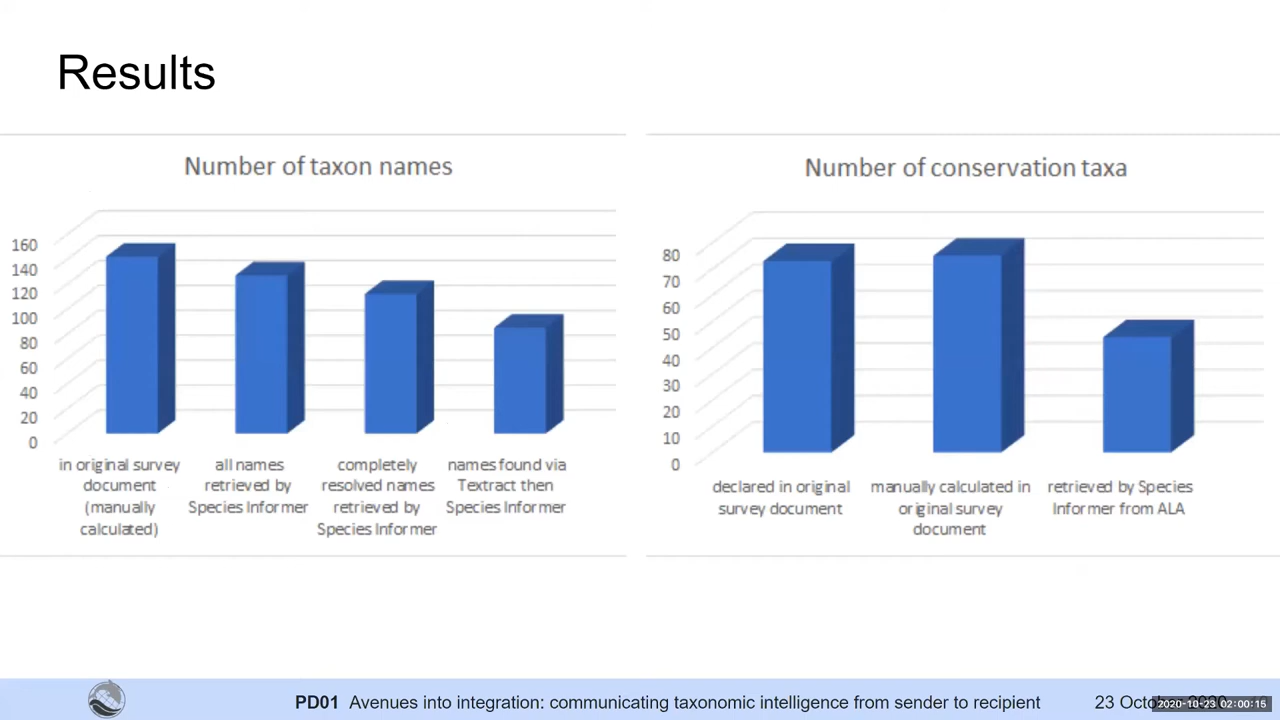 Results
Number of taxon names
160
140
120
100
80
60
40
20
0
in original survey
document
(manually
calculated)
all names
retrieved by
Species Informer
completely
resolved names
retrieved by
Species Informer
names found via
Textract then
Species Informer
Number of conservation taxa
80
70
60
50
40
30
20
10
0
declared in original
survey document
manually calculated in
original survey
document
retrieved by Species
Informer from ALA
PD01 Avenues into integration: communicating taxonomic intelligence from sender to recipient
23 October 2020
2020-10-23 02:00:15